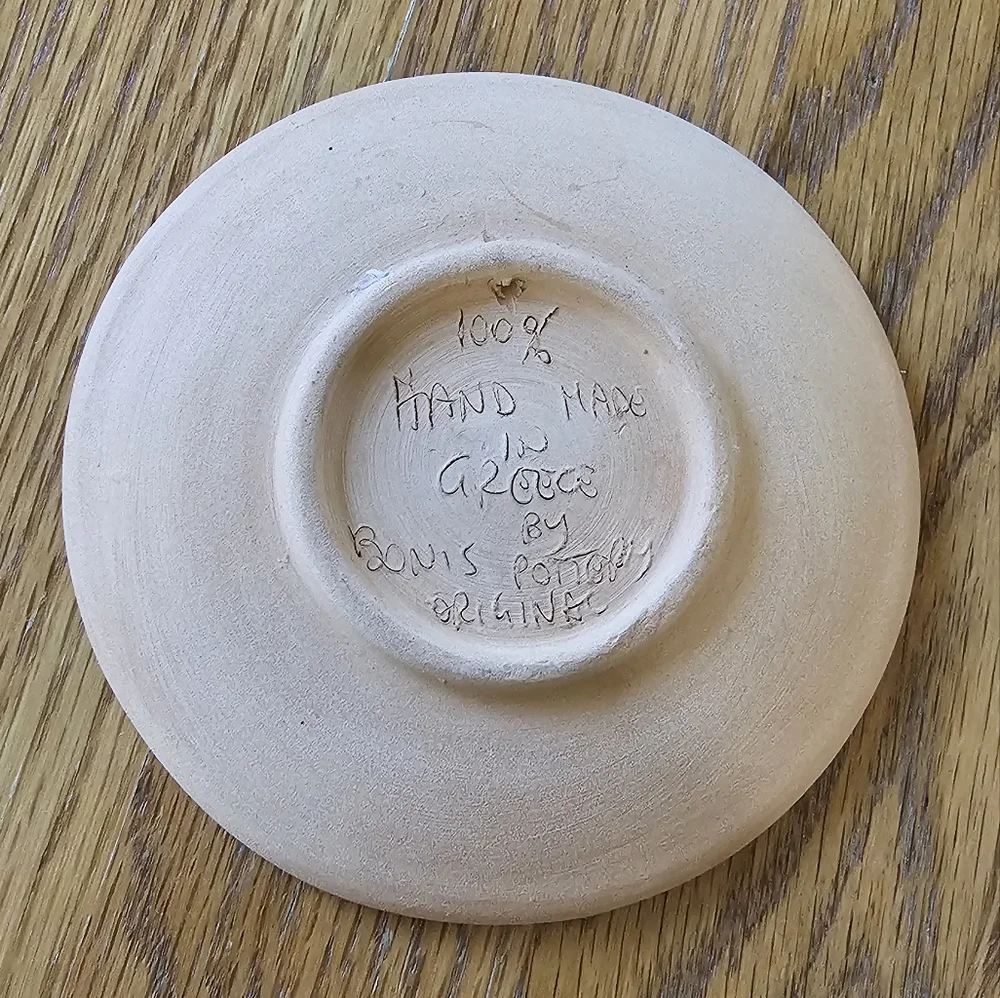 100%
HAND MADE
IN
GREECE
BY
BONIS POTTERY
ORIGINAL